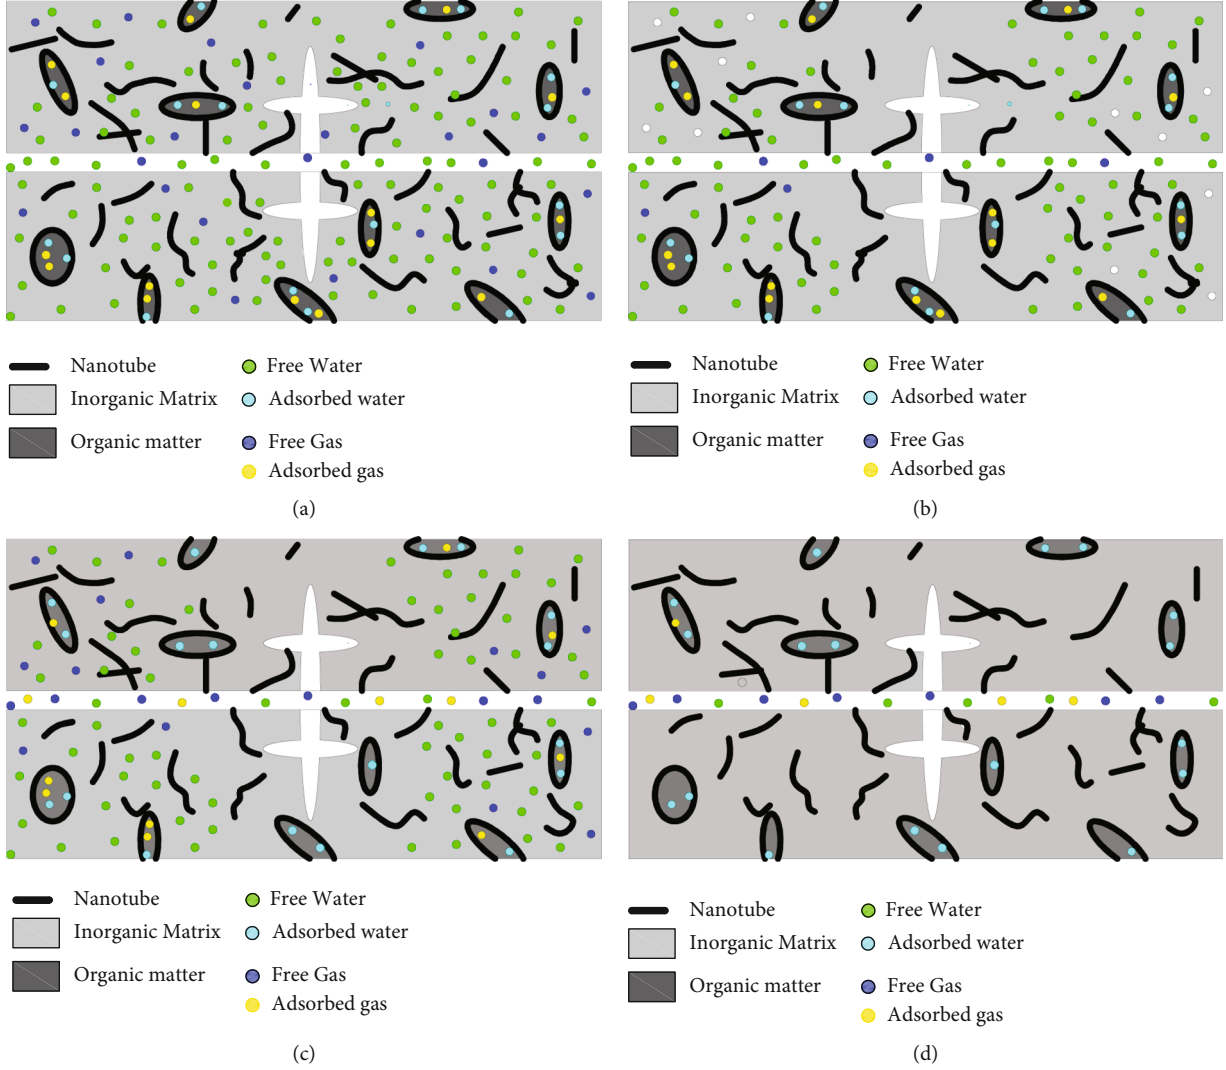 Nanotube
Inorganic Matrix
Organic matter
Free Water
Adsorbed water
Free Gas
Adsorbed gas
(a)
Nanotube
Inorganic Matrix
Organic matter
Free Water
Adsorbed water
Free Gas
Adsorbed gas
(b)
Nanotube
Inorganic Matrix
Organic matter
Free Water
Adsorbed water
Free Gas
Adsorbed gas
(c)
Nanotube
Inorganic Matrix
Organic matter
Free Water
Adsorbed water
Free Gas
Adsorbed gas
(d)